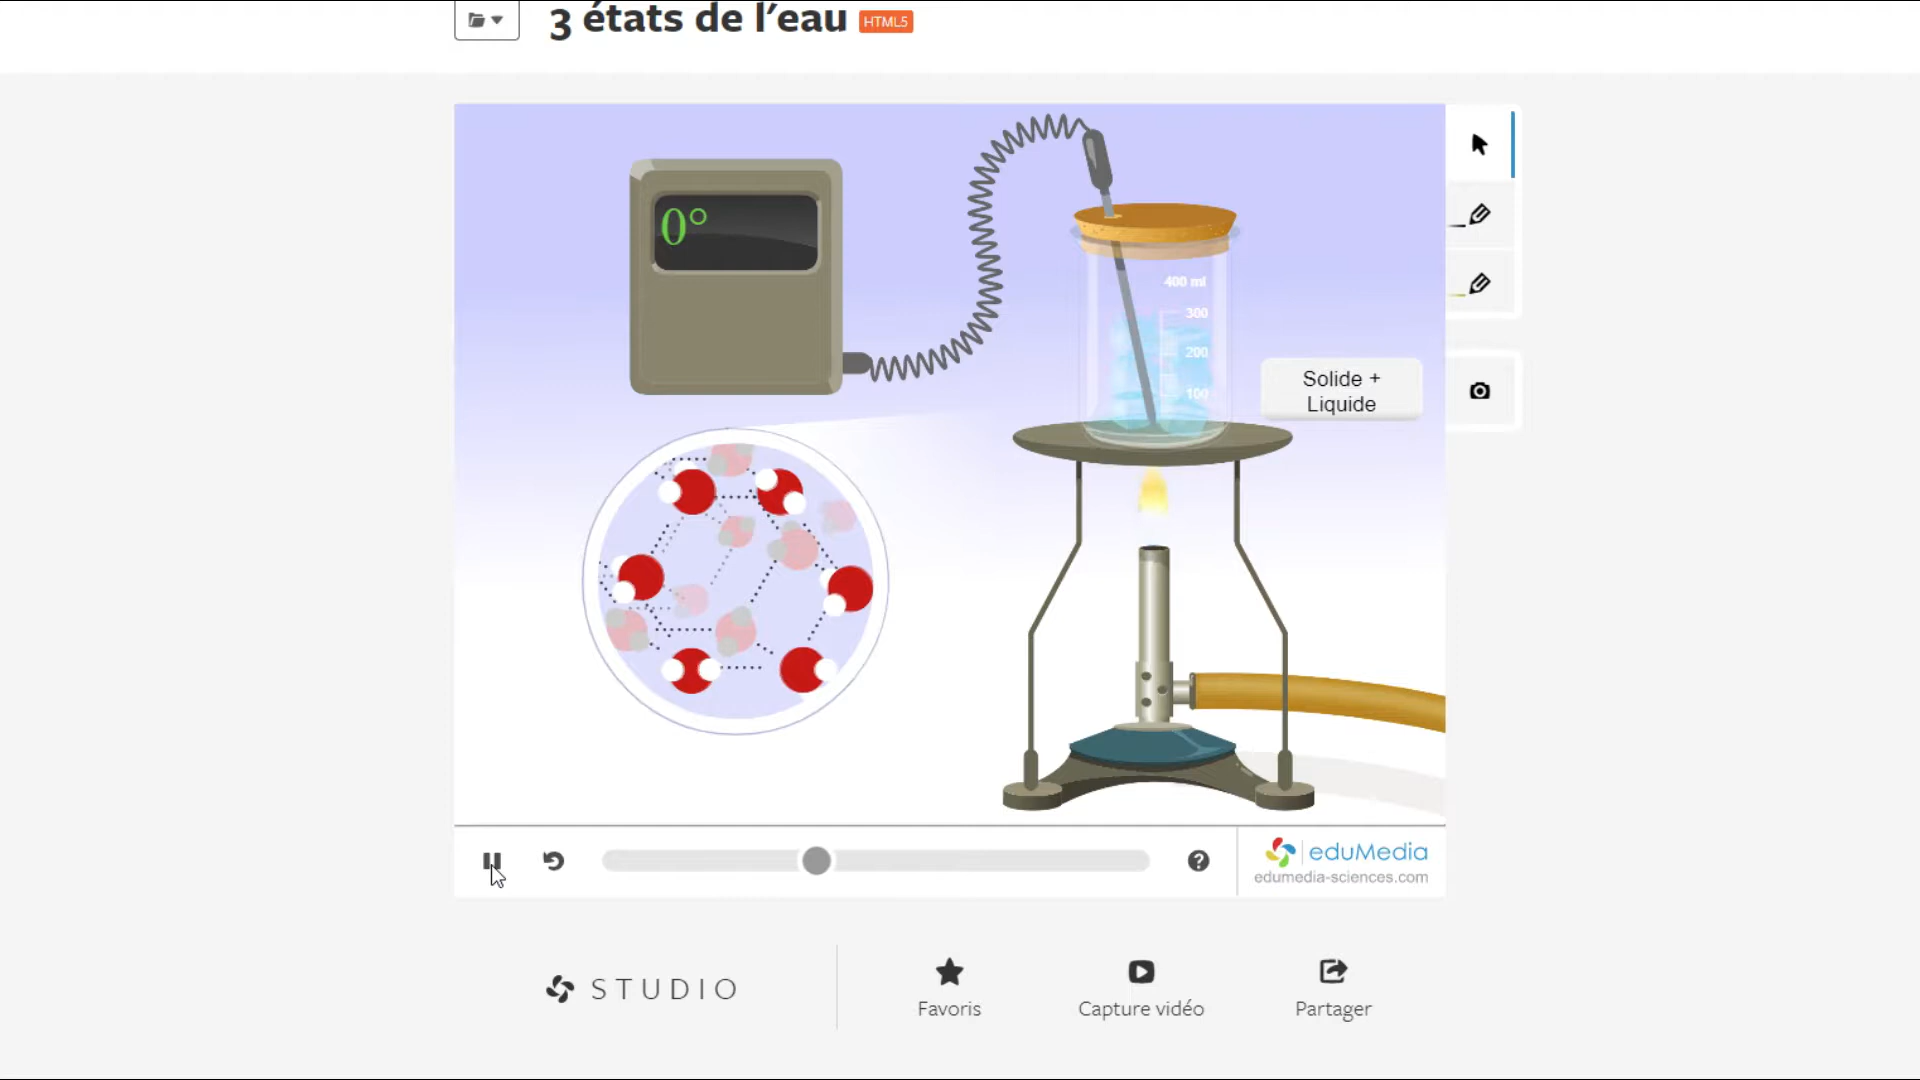 3 états de l'eau HTML5
0°
400 ml
300
200
100
Solide +
Liquide
eduMedia
edumedia-sciences.com
STUDIO
Favoris
Capture vidéo
Partager